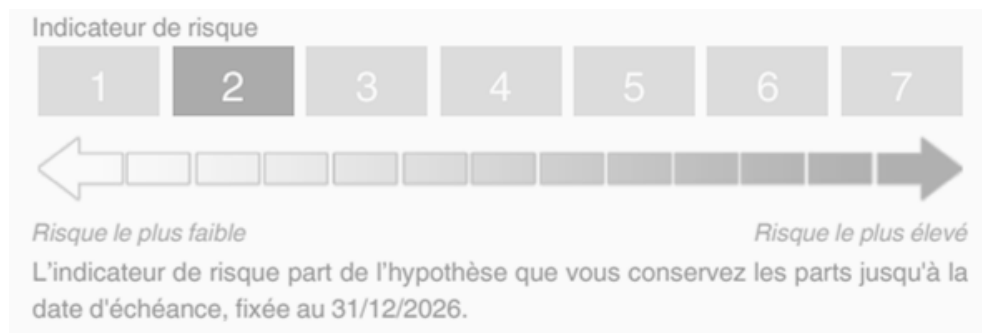 Indicateur de risque
1 2 3 4 5 6 7
Risque le plus faible Risque le plus élevé
L'indicateur de risque part de l'hypothèse que vous conservez les parts jusqu'à la
date d'échéance, fixée au 31/12/2026.